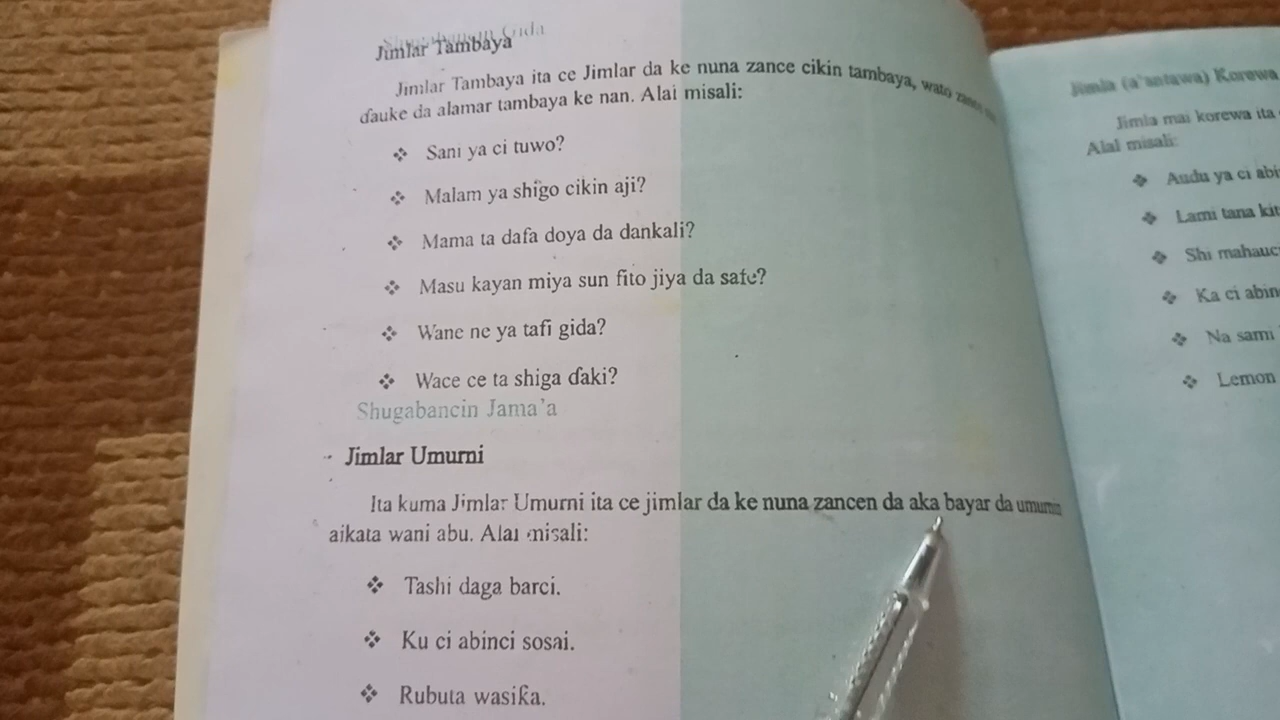 Jimlar Tambaya
Jimlar Tambaya ita ce Jimlar da ke nuna zance cikin tambaya, wato zance
ɗauke da alamar tambaya ke nan. Alal misali:
❖ Sani ya ci tuwo?
❖ Malam ya shigo cikin aji?
❖ Mama ta dafa doya da dankali?
❖ Masu kayan miya sun fito jiya da safe?
❖ Wane ne ya tafi gida?
❖ Wace ce ta shiga ɗaki?
Shugabancin Jama'a
Jimlar Umurni
Ita kuma Jimlar Umurni ita ce jimlar da ke nuna zancen da aka bayar da umurnin
aikata wani abu. Alal misali:
❖ Tashi daga barci.
❖ Ku ci abinci sosai.
❖ Rubuta wasiƙa.
Jimla (a'antawa) Korewa
Jimla mai korewa ita
Alal misali:
❖ Audu ya ci abi
❖ Lami tana kit
❖ Shi mahauc
❖ Ka ci abin
❖ Na sami
❖ Lemon